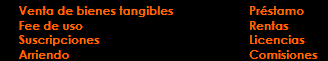 Venta de bienes tangibles
Fee de uso
Suscripciones
Arriendo
Préstamo
Rentas
Licencias
Comisiones